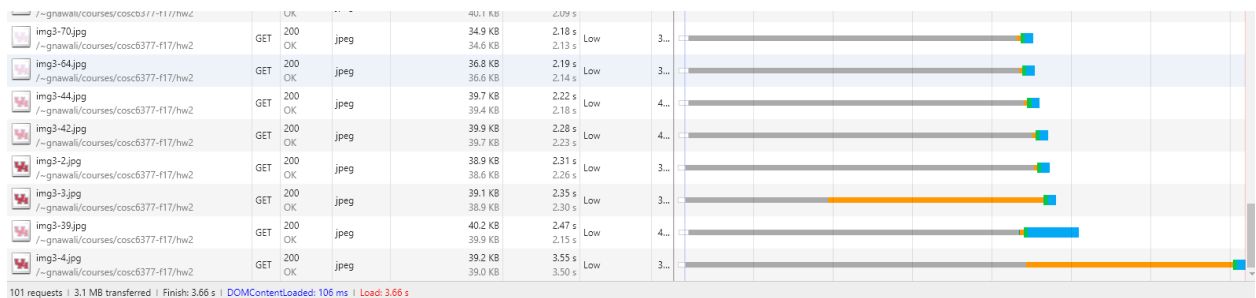 40.1 KB 2.09 s
OK
img3-70.jpg GET 200 jpeg 34.9 KB 2.18 s Low 3...
/~gnawali/courses/cosc6377-f17/hw2 OK 34.6 KB 2.13 s
img3-64.jpg GET 200 jpeg 36.8 KB 2.19 s Low 3...
/~gnawali/courses/cosc6377-f17/hw2 OK 36.6 KB 2.14 s
img3-44.jpg GET 200 jpeg 39.7 KB 2.22 s Low 4...
/~gnawali/courses/cosc6377-f17/hw2 OK 39.4 KB 2.18 s
img3-42.jpg GET 200 jpeg 39.9 KB 2.28 s Low 4...
/~gnawali/courses/cosc6377-f17/hw2 OK 39.7 KB 2.23 s
img3-2.jpg GET 200 jpeg 38.9 KB 2.31 s Low 3...
/~gnawali/courses/cosc6377-f17/hw2 OK 38.6 KB 2.26 s
img3-3.jpg GET 200 jpeg 39.1 KB 2.35 s Low 3...
/~gnawali/courses/cosc6377-f17/hw2 OK 38.9 KB 2.30 s
img3-39.jpg GET 200 jpeg 40.2 KB 2.47 s Low 4...
/~gnawali/courses/cosc6377-f17/hw2 OK 39.9 KB 2.15 s
img3-4.jpg GET 200 jpeg 39.2 KB 3.55 s Low 3...
/~gnawali/courses/cosc6377-f17/hw2 OK 39.0 KB 3.50 s
101 requests | 3.1 MB transferred | Finish: 3.66 s | DOMContentLoaded: 106 ms | Load: 3.66 s